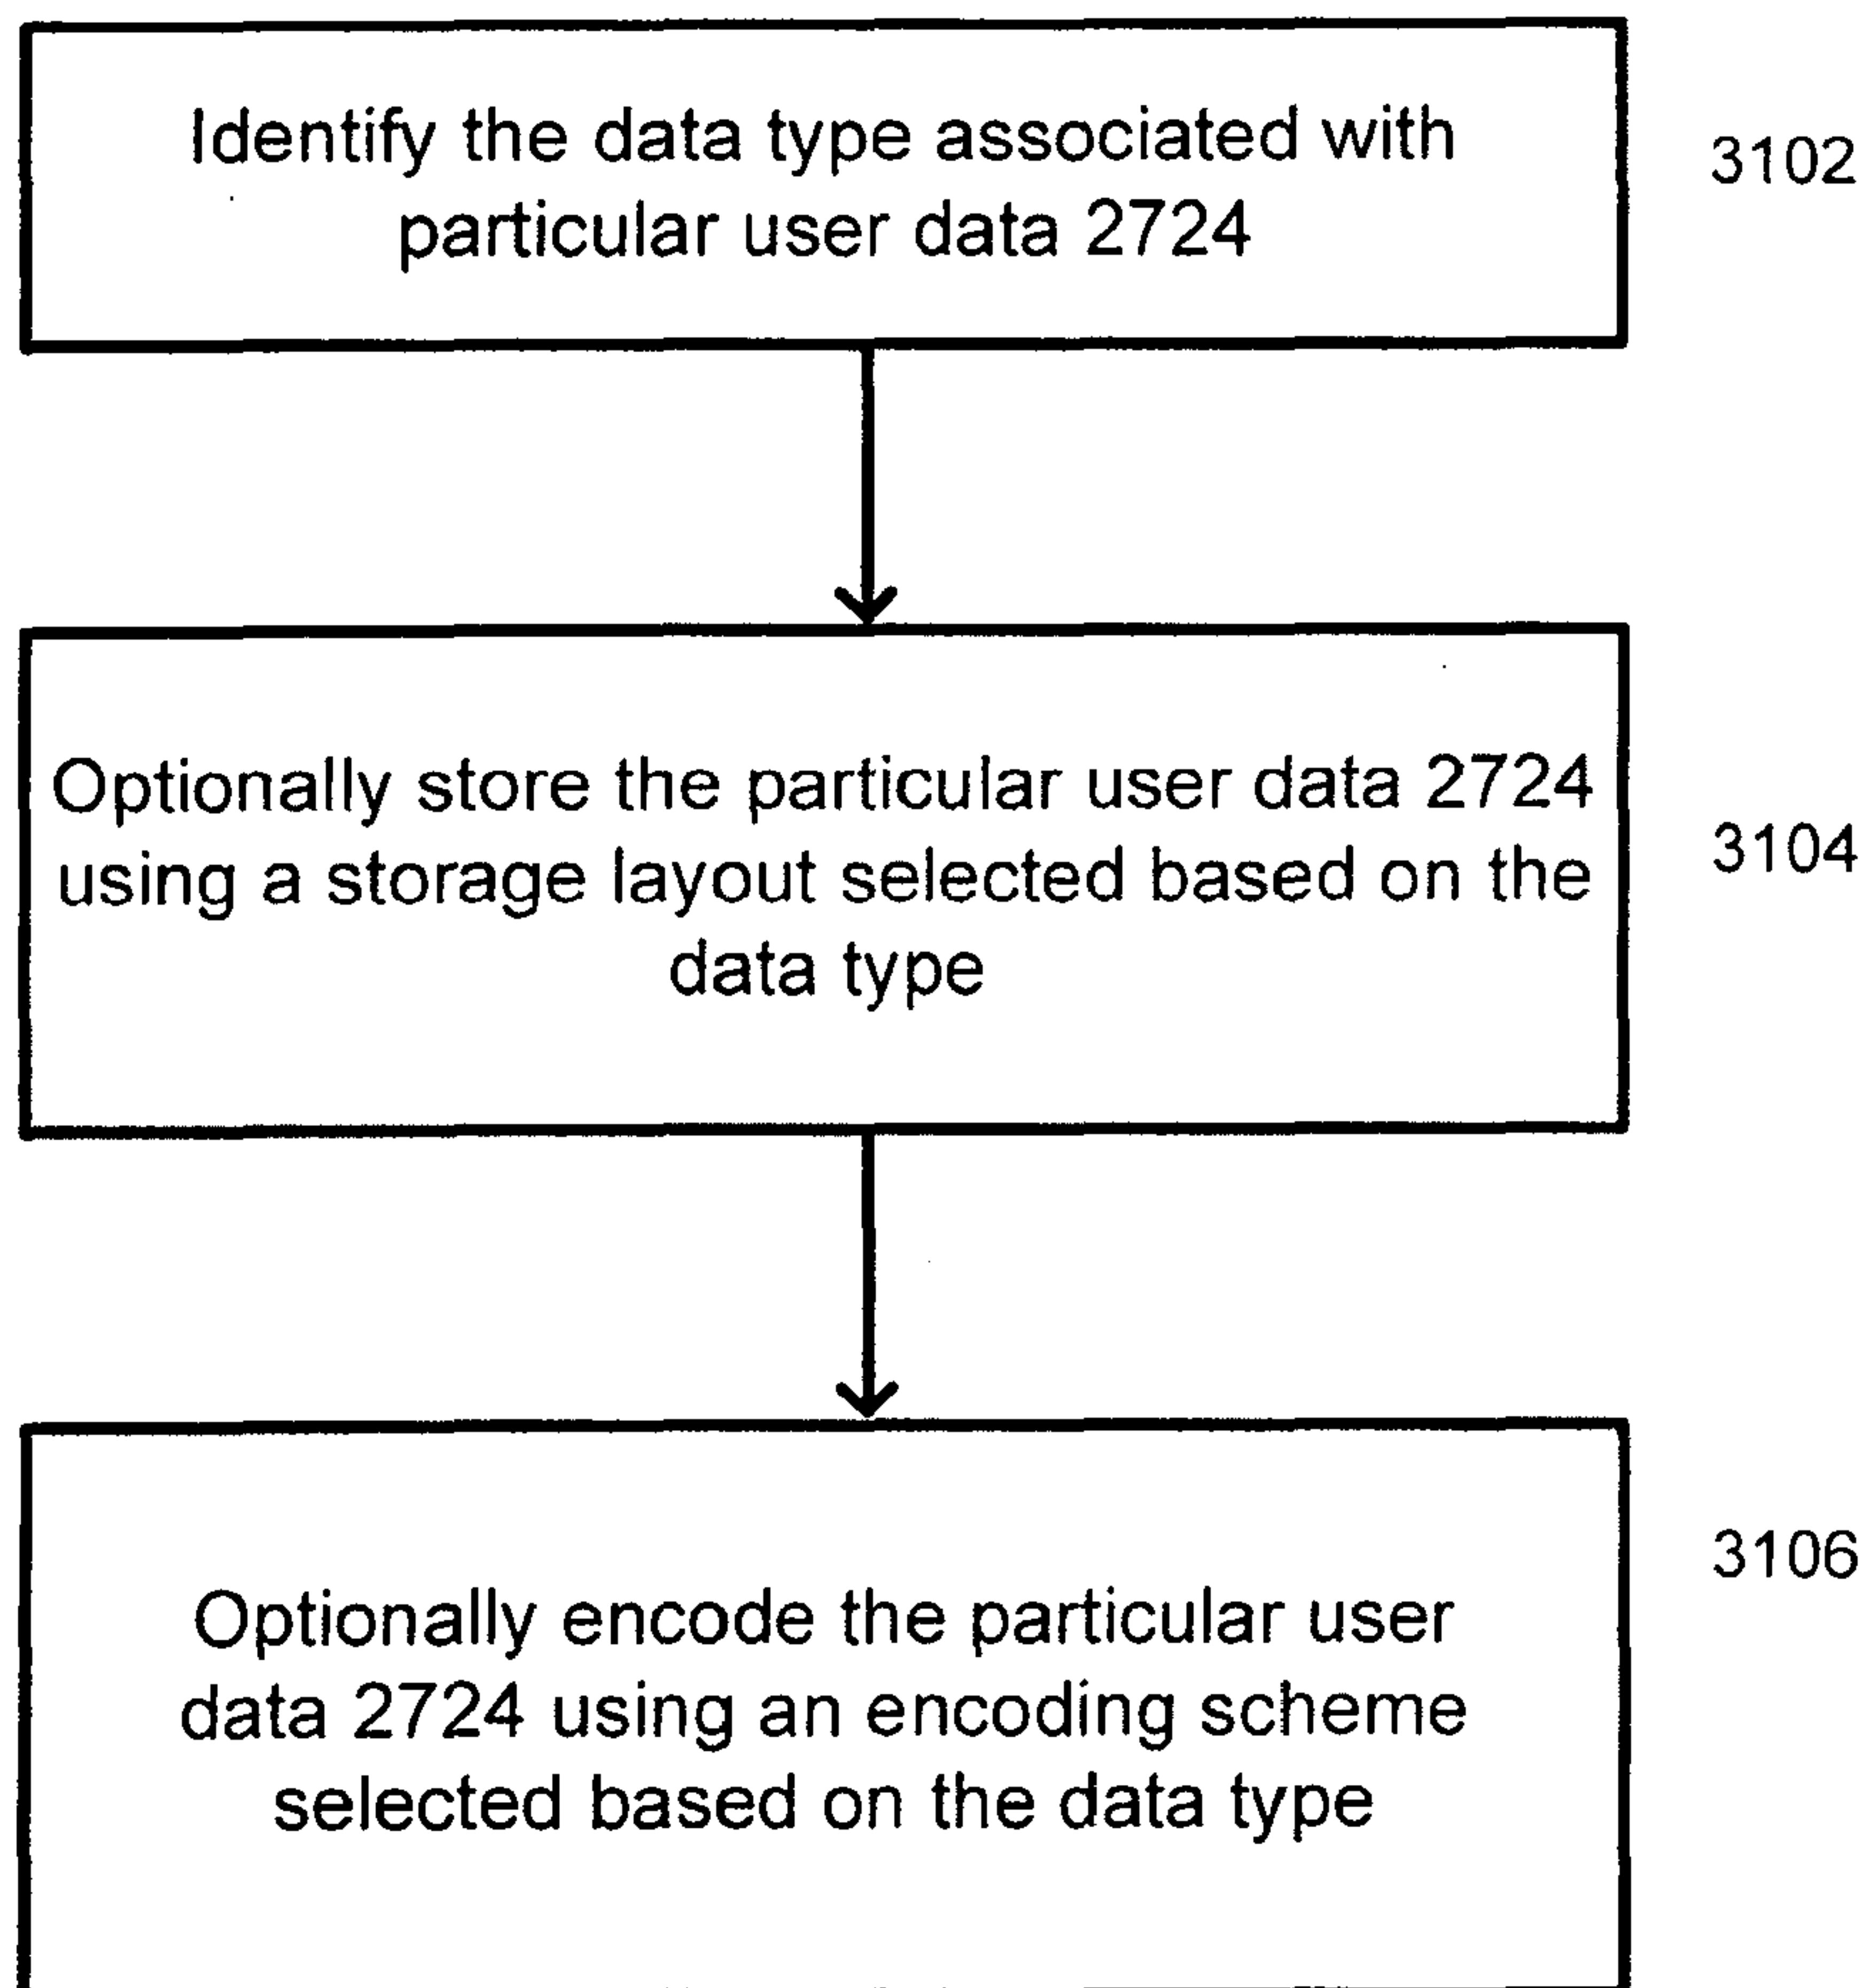 Identify the data type associated with
particular user data 2724
3102
Optionally store the particular user data 2724
using a storage layout selected based on the
data type
3104
Optionally encode the particular user
data 2724 using an encoding scheme
selected based on the data type
3106